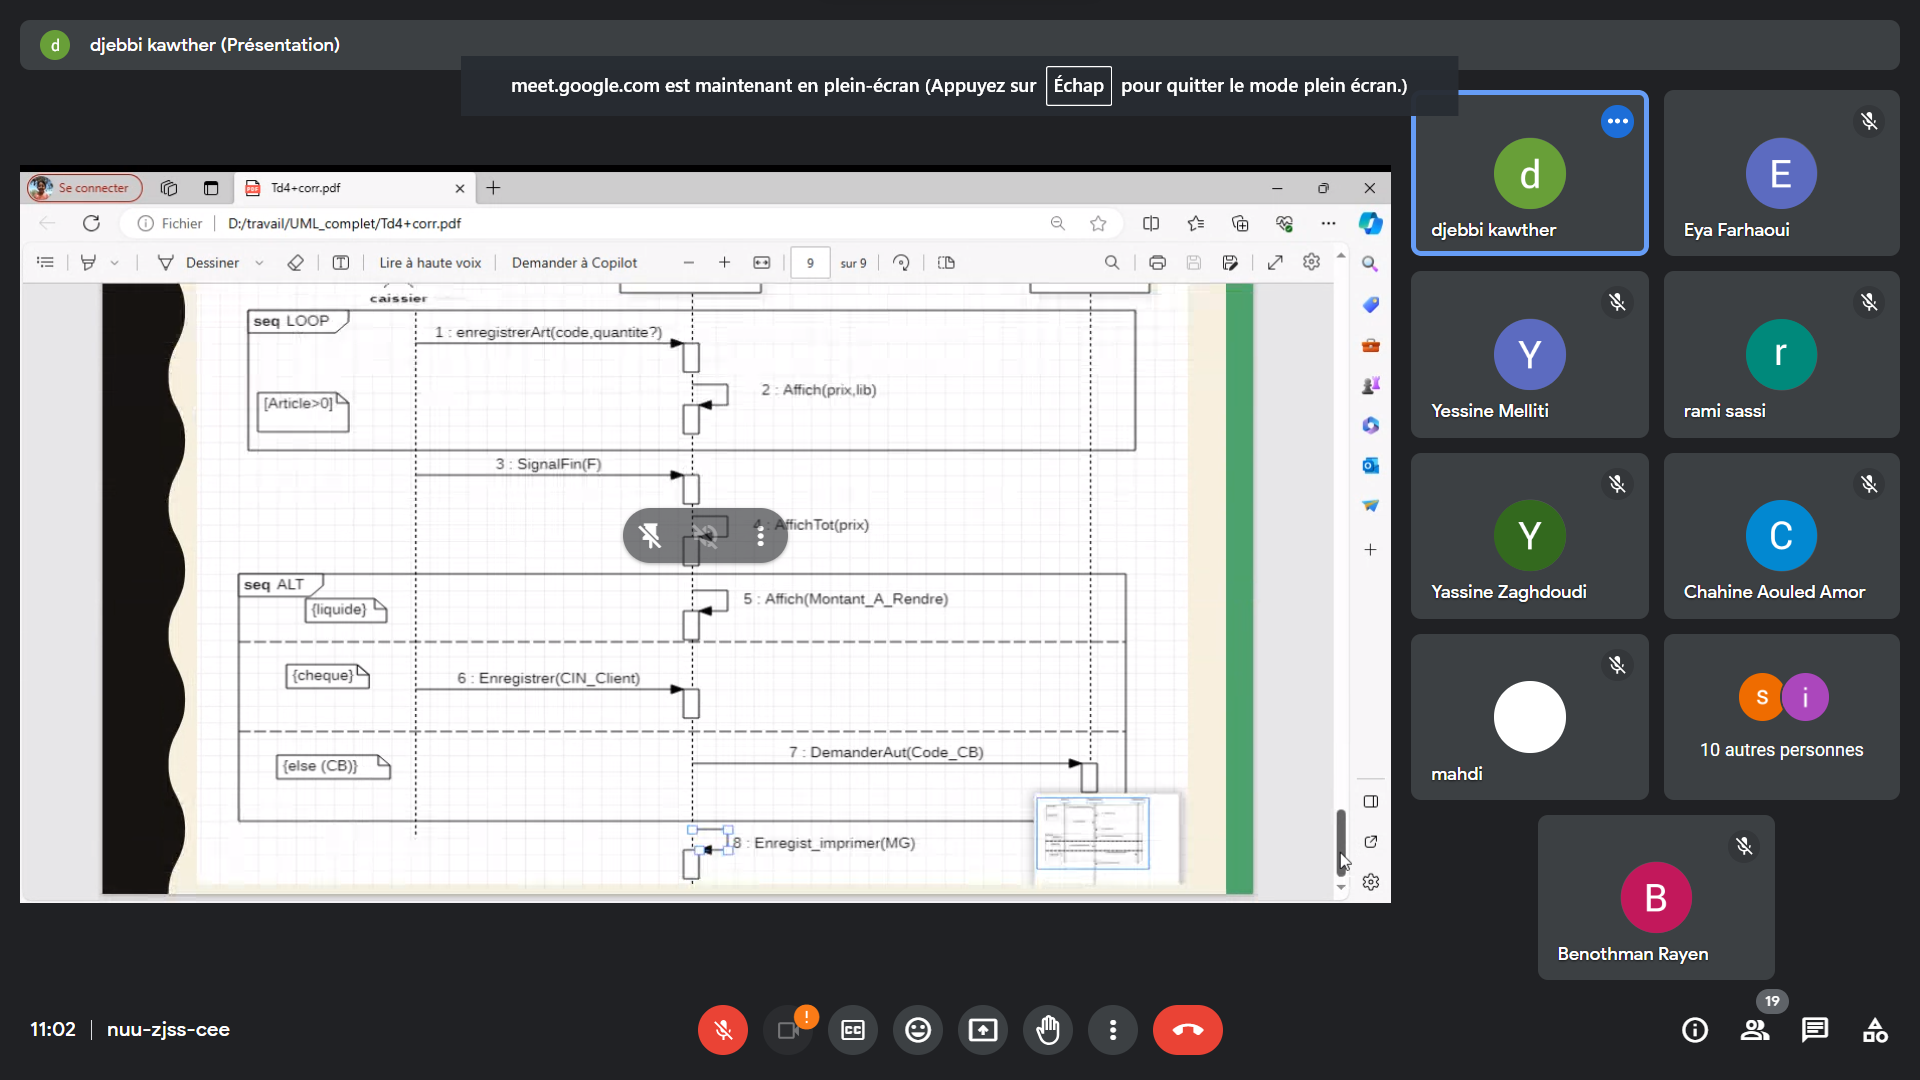 d djebbi kawther (Présentation)
meet.google.com est maintenant en plein-écran (Appuyez sur Échap pour quitter le mode plein écran.)
Se connecter
Td4+corr.pdf
Fichier
D:/travail/UML_complet/Td4+corr.pdf
Dessiner
Lire à haute voix
Demander à Copilot
9
sur 9
caissier
seq LOOP
1 : enregistrerArt(code,quantite?)
[Article>0]
2 : Affich(prix,lib)
3 : SignalFin(F)
4 : AffichTot(prix)
seq ALT
{liquide}
5 : Affich(Montant_A_Rendre)
{cheque}
6 : Enregistrer(CIN_Client)
7 : DemanderAut(Code_CB)
{else (CB)}
8 : Enregist_imprimer(MG)
d
djebbi kawther
E
Eya Farhaoui
Y
Yessine Melliti
r
rami sassi
Y
Yassine Zaghdoudi
C
Chahine Aouled Amor
mahdi
s i
10 autres personnes
B
Benothman Rayen
11:02
nuu-zjss-cee
19